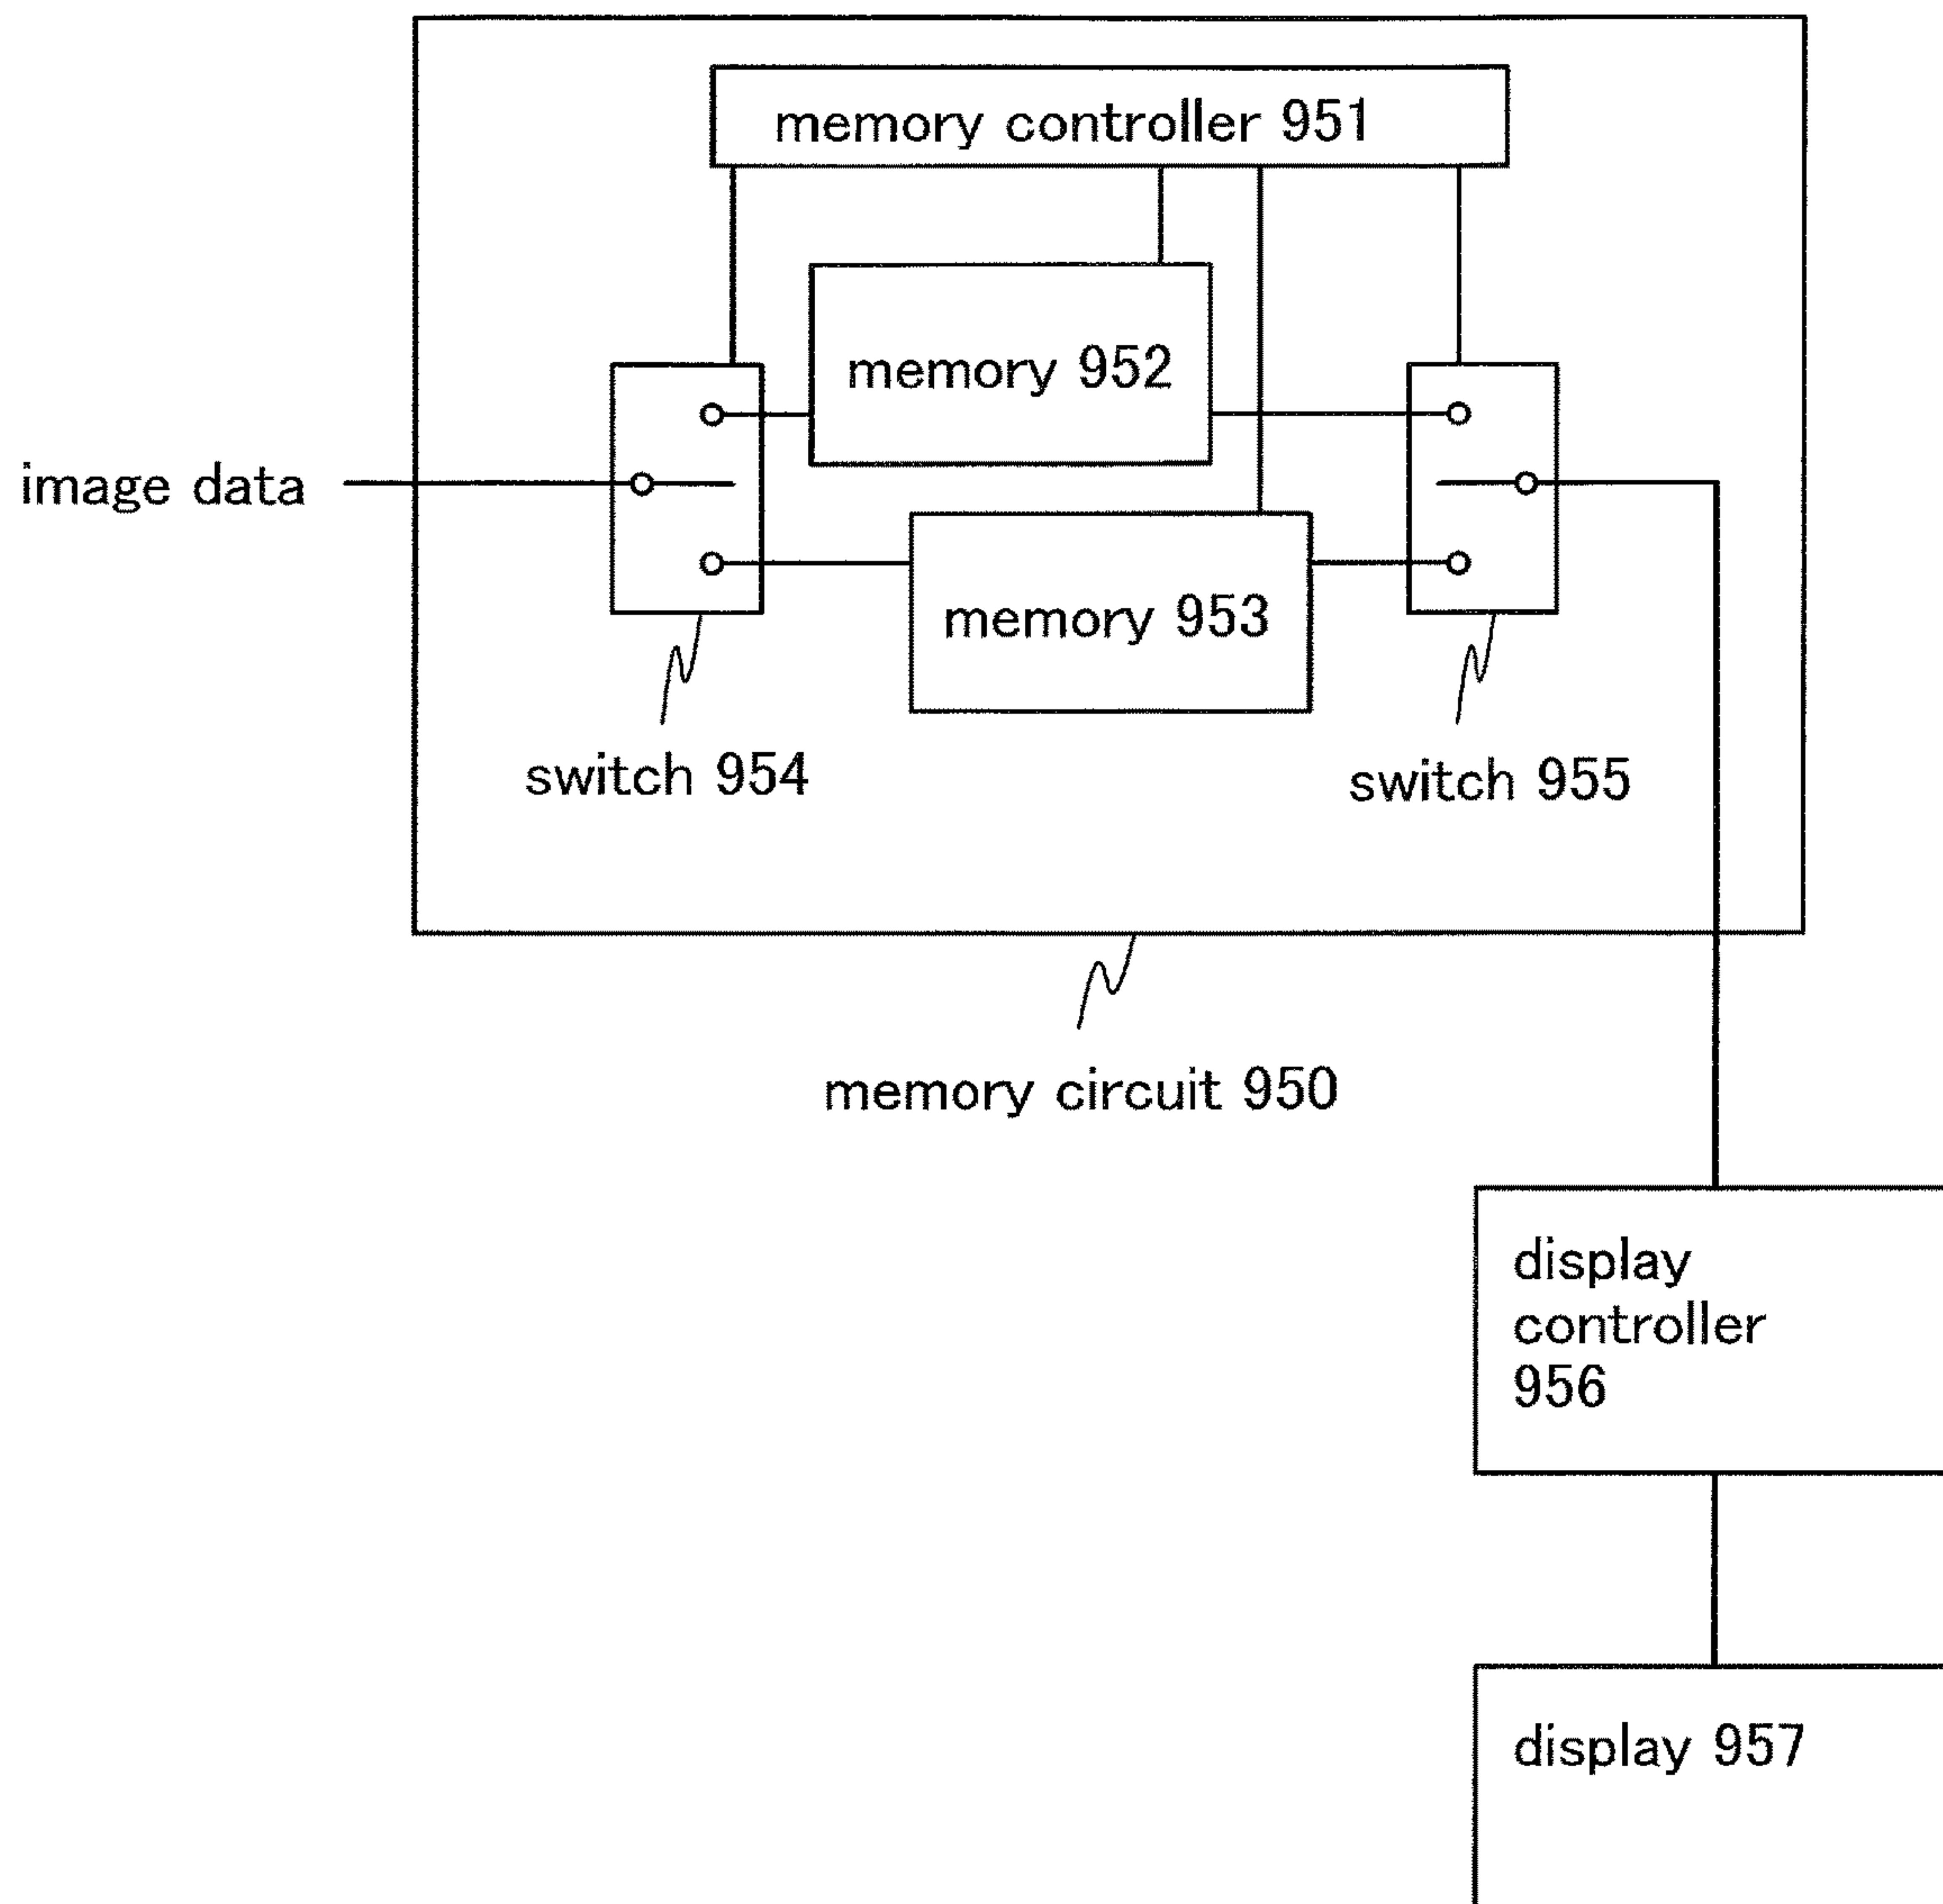 memory controller 951
memory 952
image data
memory 953
switch 954
switch 955
memory circuit 950
display
controller
956
display 957